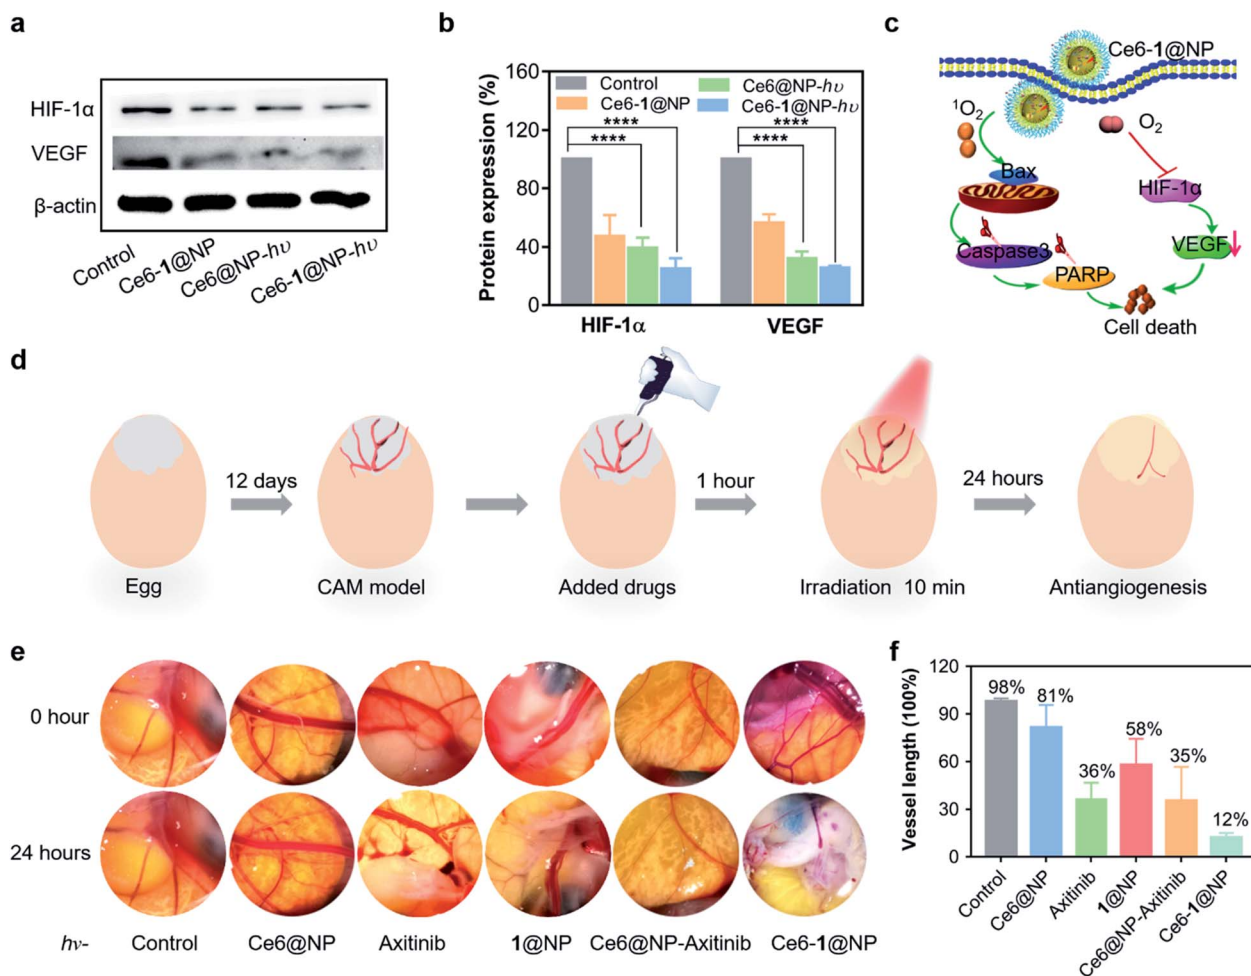 a
HIF-1α
VEGF
β-actin
Control
Ce6-1@NP
Ce6@NP-hυ
Ce6-1@NP-hυ
b
Protein expression (%)
160
120
80
40
0
Control
Ce6-1@NP
Ce6@NP-hυ
Ce6-1@NP-hυ
****
****
****
****
HIF-1α
VEGF
c
Ce6-1@NP
¹O₂
O₂
Bax
HIF-1α
Caspase3
VEGF
PARP
Cell death
d
12 days
1 hour
24 hours
Egg
CAM model
Added drugs
Irradiation 10 min
Antiangiogenesis
e
0 hour
24 hours
hv-
Control
Ce6@NP
Axitinib
1@NP
Ce6@NP-Axitinib
Ce6-1@NP
f
Vessel length (100%)
120
90
60
30
0
98%
81%
36%
58%
35%
12%
Control
Ce6@NP
Axitinib
1@NP
Ce6@NP-Axitinib
Ce6-1@NP